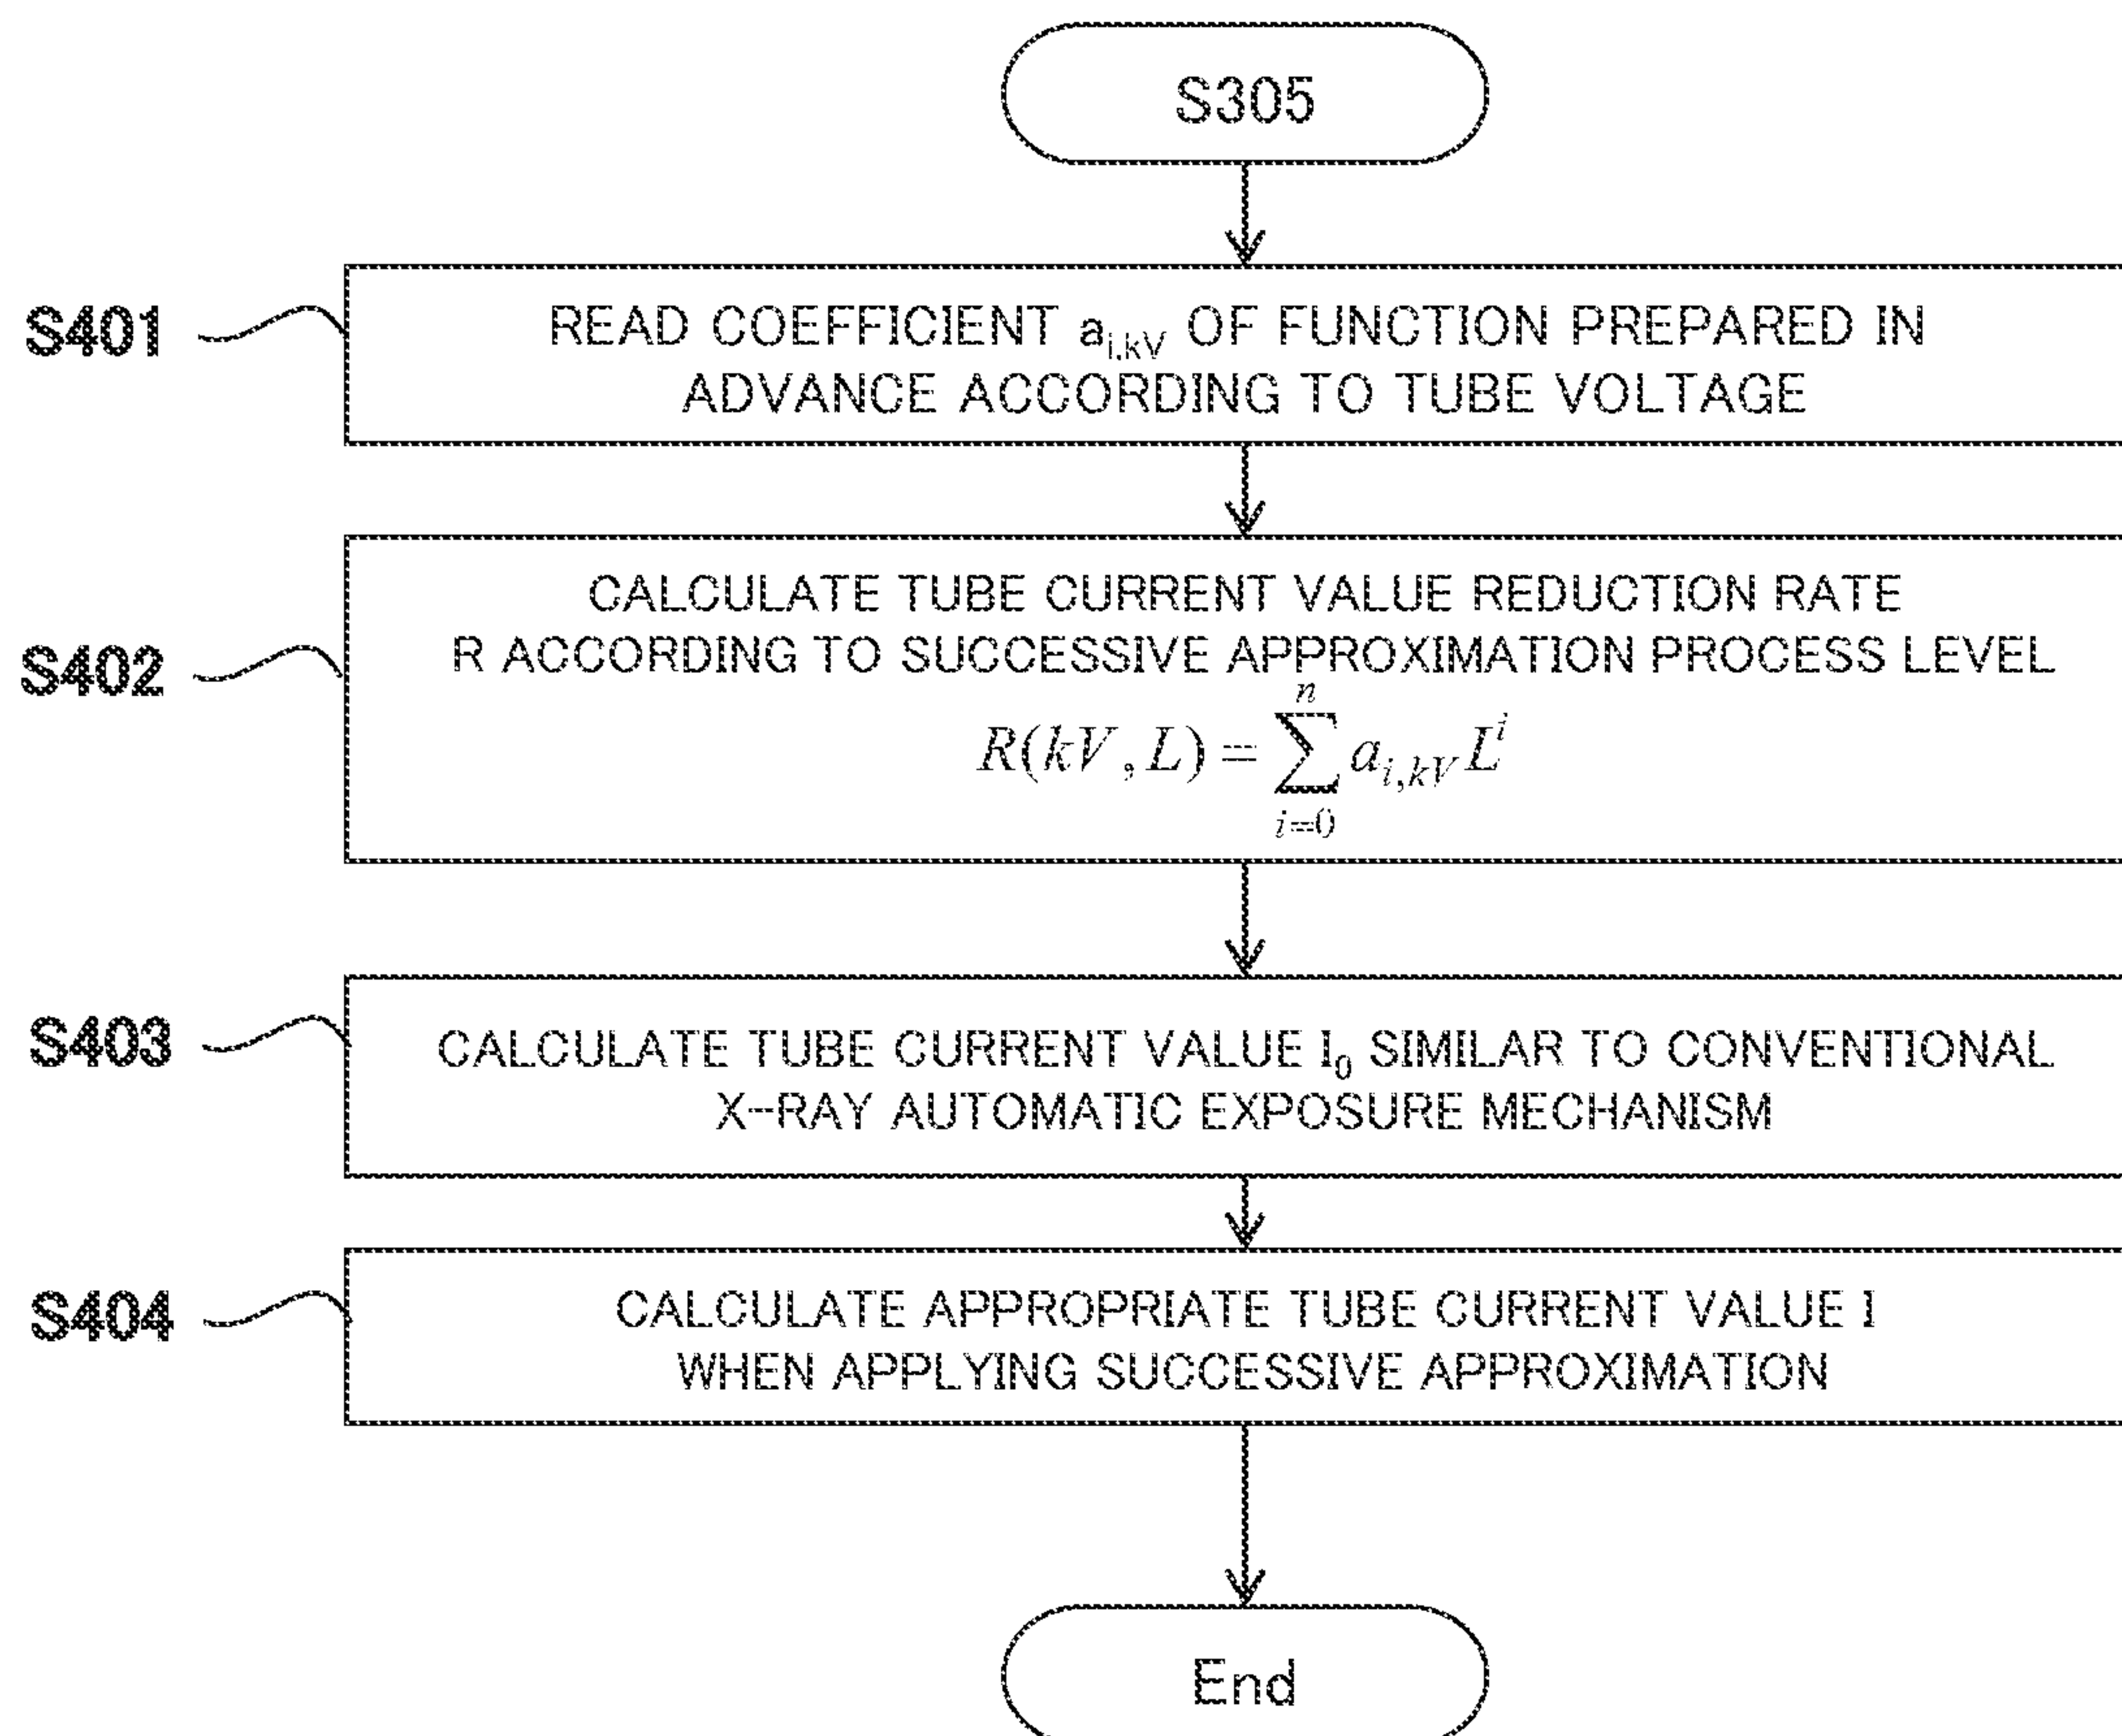 S305
S401
READ COEFFICIENT a_{i,kV} OF FUNCTION PREPARED IN
ADVANCE ACCORDING TO TUBE VOLTAGE
S402
CALCULATE TUBE CURRENT VALUE REDUCTION RATE
R ACCORDING TO SUCCESSIVE APPROXIMATION PROCESS LEVEL
R(kV, L) = \sum_{i=0}^{n} a_{i,kV} L^i
S403
CALCULATE TUBE CURRENT VALUE I_0 SIMILAR TO CONVENTIONAL
X-RAY AUTOMATIC EXPOSURE MECHANISM
S404
CALCULATE APPROPRIATE TUBE CURRENT VALUE I
WHEN APPLYING SUCCESSIVE APPROXIMATION
End